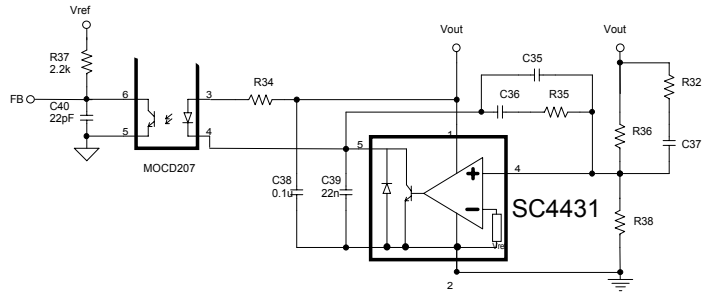 Vref
R37
2.2k
FB
C40
22pF
6
5
3
4
MOCD207
R34
C38
0.1u
C39
22n
Vout
C35
C36
R35
1
5
4
+
−
Vref
SC4431
2
Vout
R32
R36
C37
R38